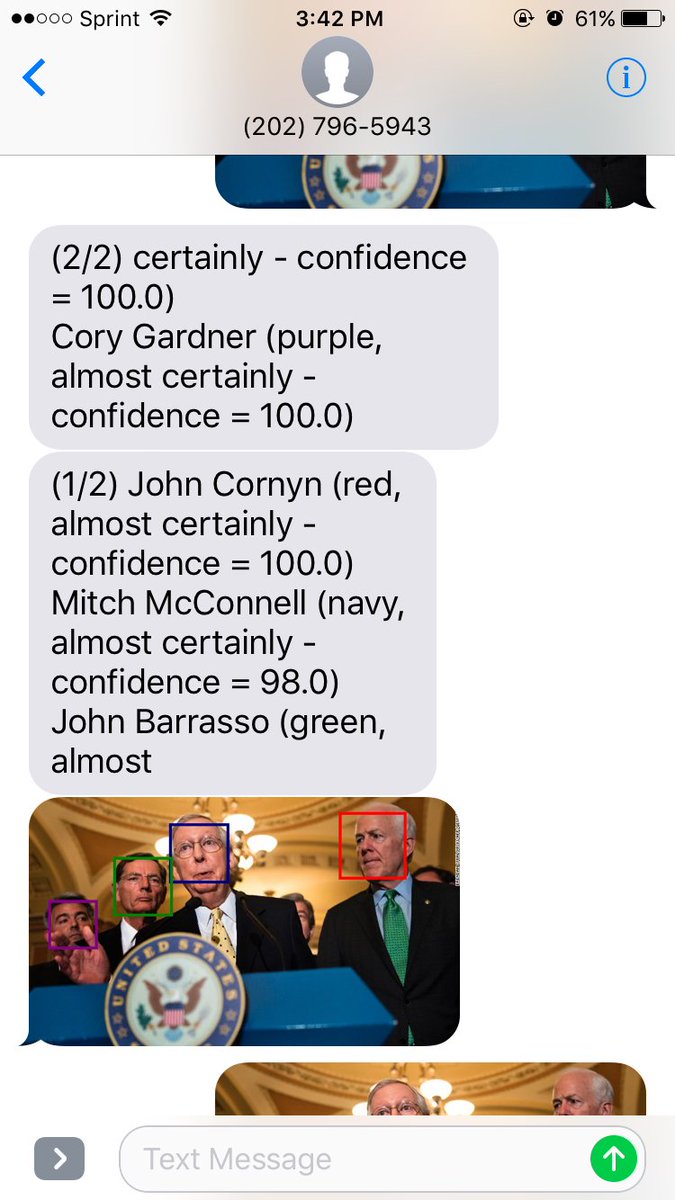 Sprint 3:42 PM 61%
(202) 796-5943
(2/2) certainly - confidence
= 100.0)
Cory Gardner (purple,
almost certainly -
confidence = 100.0)
(1/2) John Cornyn (red,
almost certainly -
confidence = 100.0)
Mitch McConnell (navy,
almost certainly -
confidence = 98.0)
John Barrasso (green,
almost
UNITED STATES
Text Message